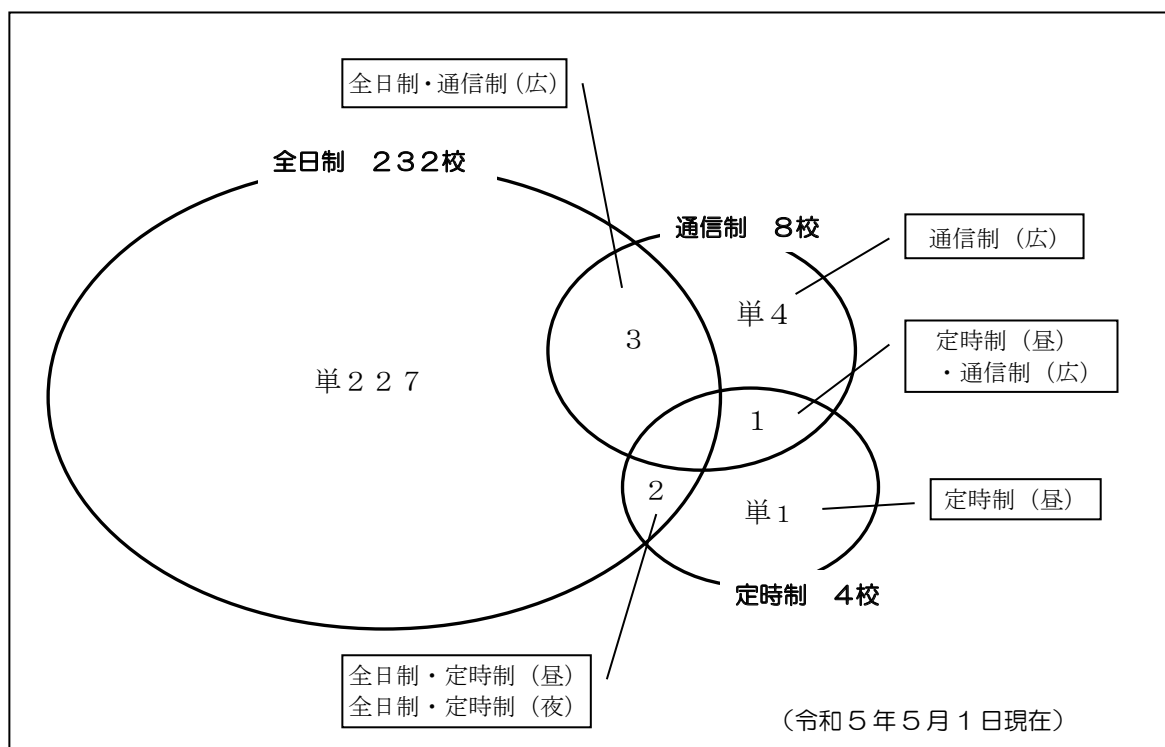 全日制・通信制（広）
全日制　２３２校
通信制　８校
通信制（広）
単４
３
定時制（昼）
・通信制（広）
単２２７
１
２
単１
定時制（昼）
定時制　４校
全日制・定時制（昼）
全日制・定時制（夜）
（令和５年５月１日現在）